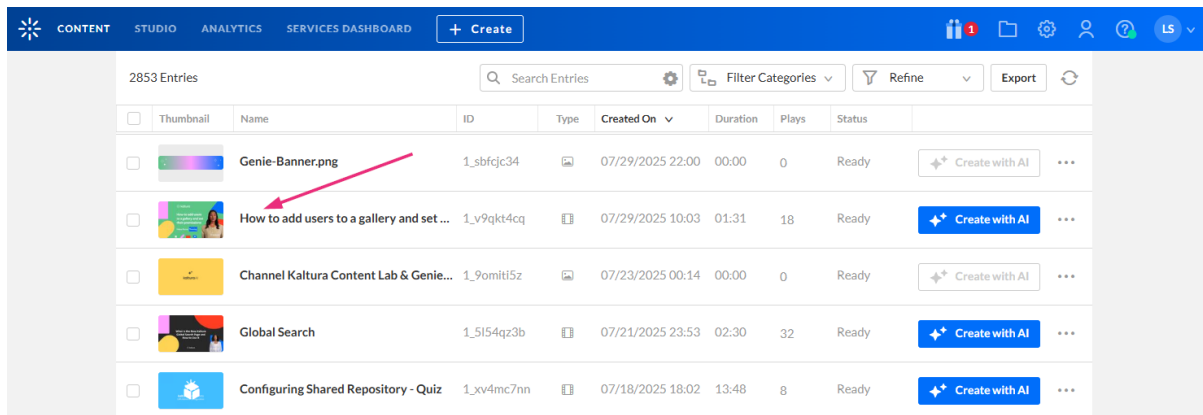 CONTENT STUDIO ANALYTICS SERVICES DASHBOARD + Create 1 LS
2853 Entries Search Entries Filter Categories Refine Export
Thumbnail Name ID Type Created On Duration Plays Status
Genie-Banner.png 1_sbfcjc34 07/29/2025 22:00 00:00 0 Ready Create with AI
How to add users to a gallery and set ... 1_v9qkt4cq 07/29/2025 10:03 01:31 18 Ready Create with AI
Channel Kaltura Content Lab & Genie... 1_9omiti5z 07/23/2025 00:14 00:00 0 Ready Create with AI
Global Search 1_5l54qz3b 07/21/2025 23:53 02:30 32 Ready Create with AI
Configuring Shared Repository - Quiz 1_xv4mc7nn 07/18/2025 18:02 13:48 8 Ready Create with AI